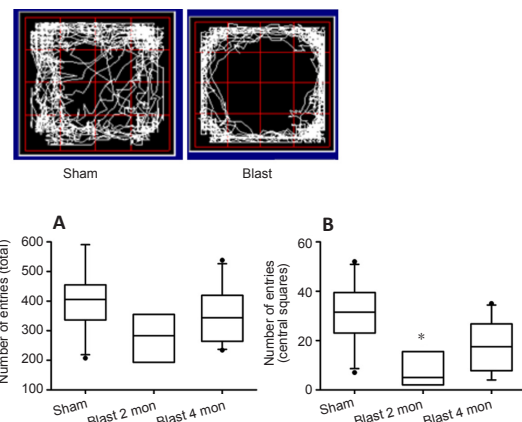 Sham
Blast
A
Number of entries (total)
600
500
400
300
200
100
Sham
Blast 2 mon
Blast 4 mon
B
Number of entries
(central squares)
60
40
20
0
*
Sham
Blast 2 mon
Blast 4 mon